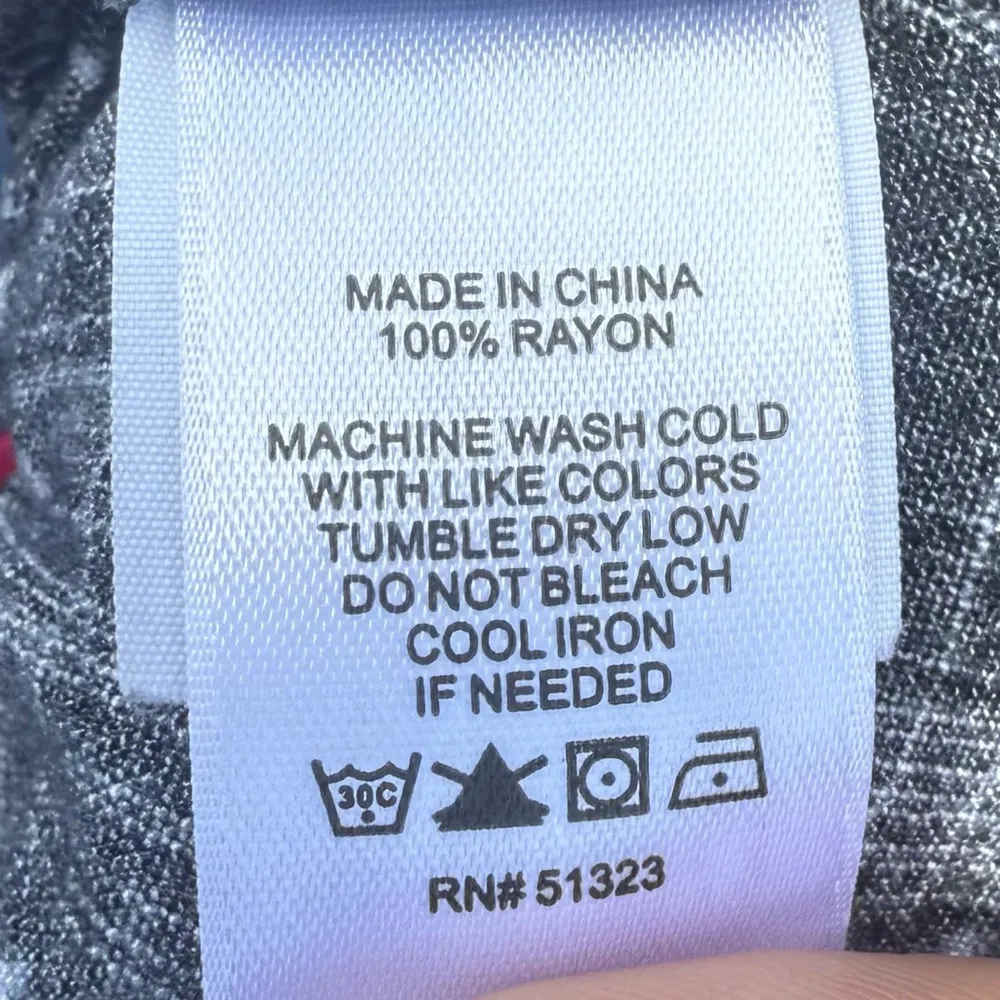 MADE IN CHINA
100% RAYON
MACHINE WASH COLD
WITH LIKE COLORS
TUMBLE DRY LOW
DO NOT BLEACH
COOL IRON
IF NEEDED
30C
RN# 51323